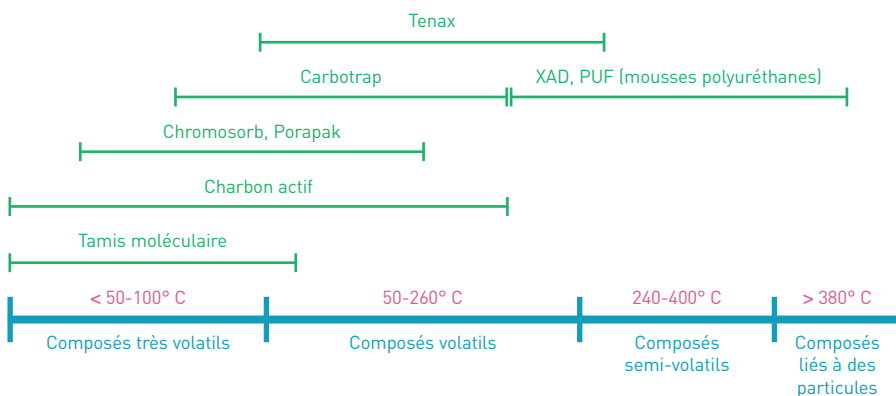 Tenax
Carbotrap
XAD, PUF (mousses polyuréthanes)
Chromosorb, Porapak
Charbon actif
Tamis moléculaire
< 50-100° C
50-260° C
240-400° C
> 380° C
Composés très volatils
Composés volatils
Composés
semi-volatils
Composés
liés à des
particules